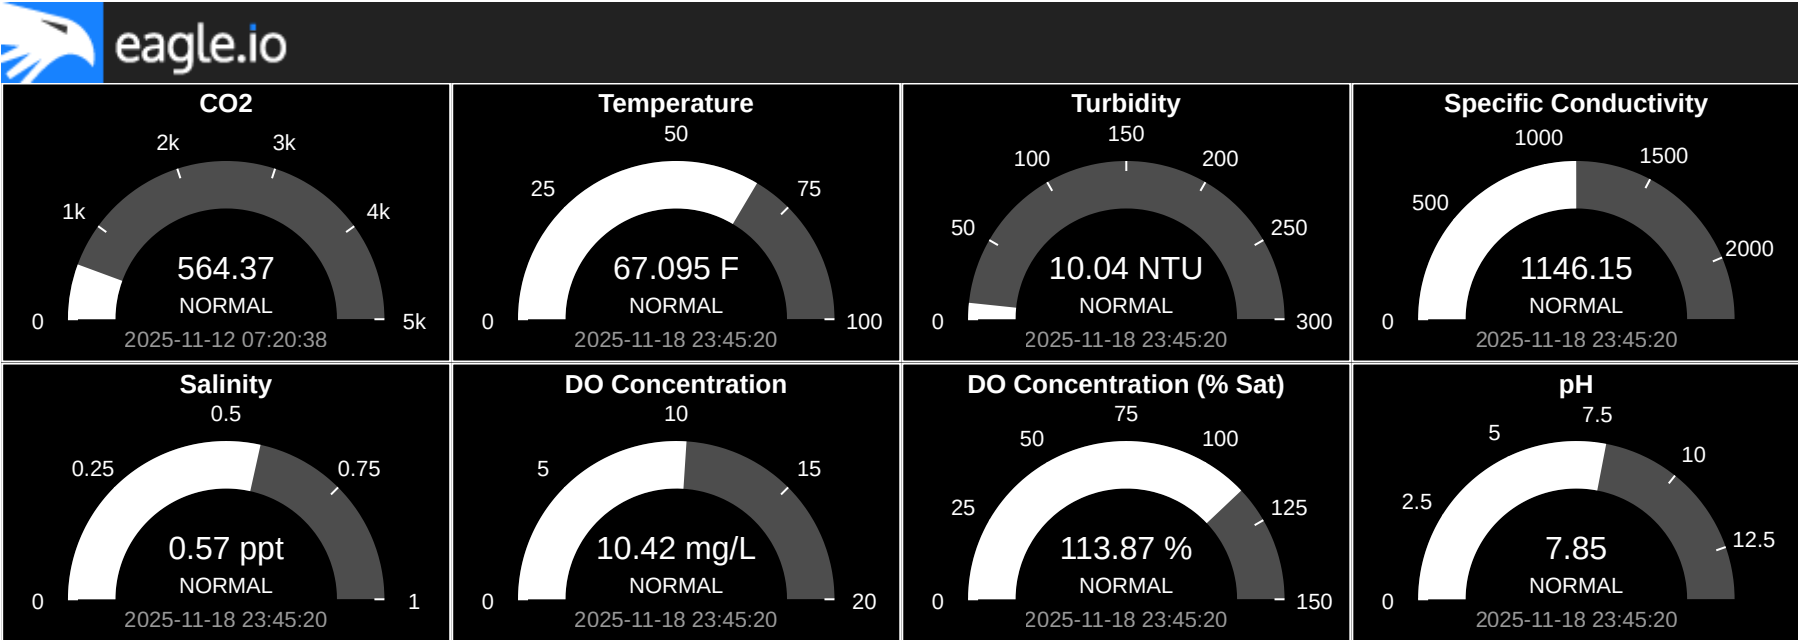 eagle.io
CO2
0
1k
2k
3k
4k
5k
564.37
NORMAL
2025-11-12 07:20:38
Temperature
0
25
50
75
100
67.095 F
NORMAL
2025-11-18 23:45:20
Turbidity
0
50
100
150
200
250
300
10.04 NTU
NORMAL
2025-11-18 23:45:20
Specific Conductivity
0
500
1000
1500
2000
1146.15
NORMAL
2025-11-18 23:45:20
Salinity
0
0.25
0.5
0.75
1
0.57 ppt
NORMAL
2025-11-18 23:45:20
DO Concentration
0
5
10
15
20
10.42 mg/L
NORMAL
2025-11-18 23:45:20
DO Concentration (% Sat)
0
25
50
75
100
125
150
113.87 %
NORMAL
2025-11-18 23:45:20
pH
0
2.5
5
7.5
10
12.5
7.85
NORMAL
2025-11-18 23:45:20